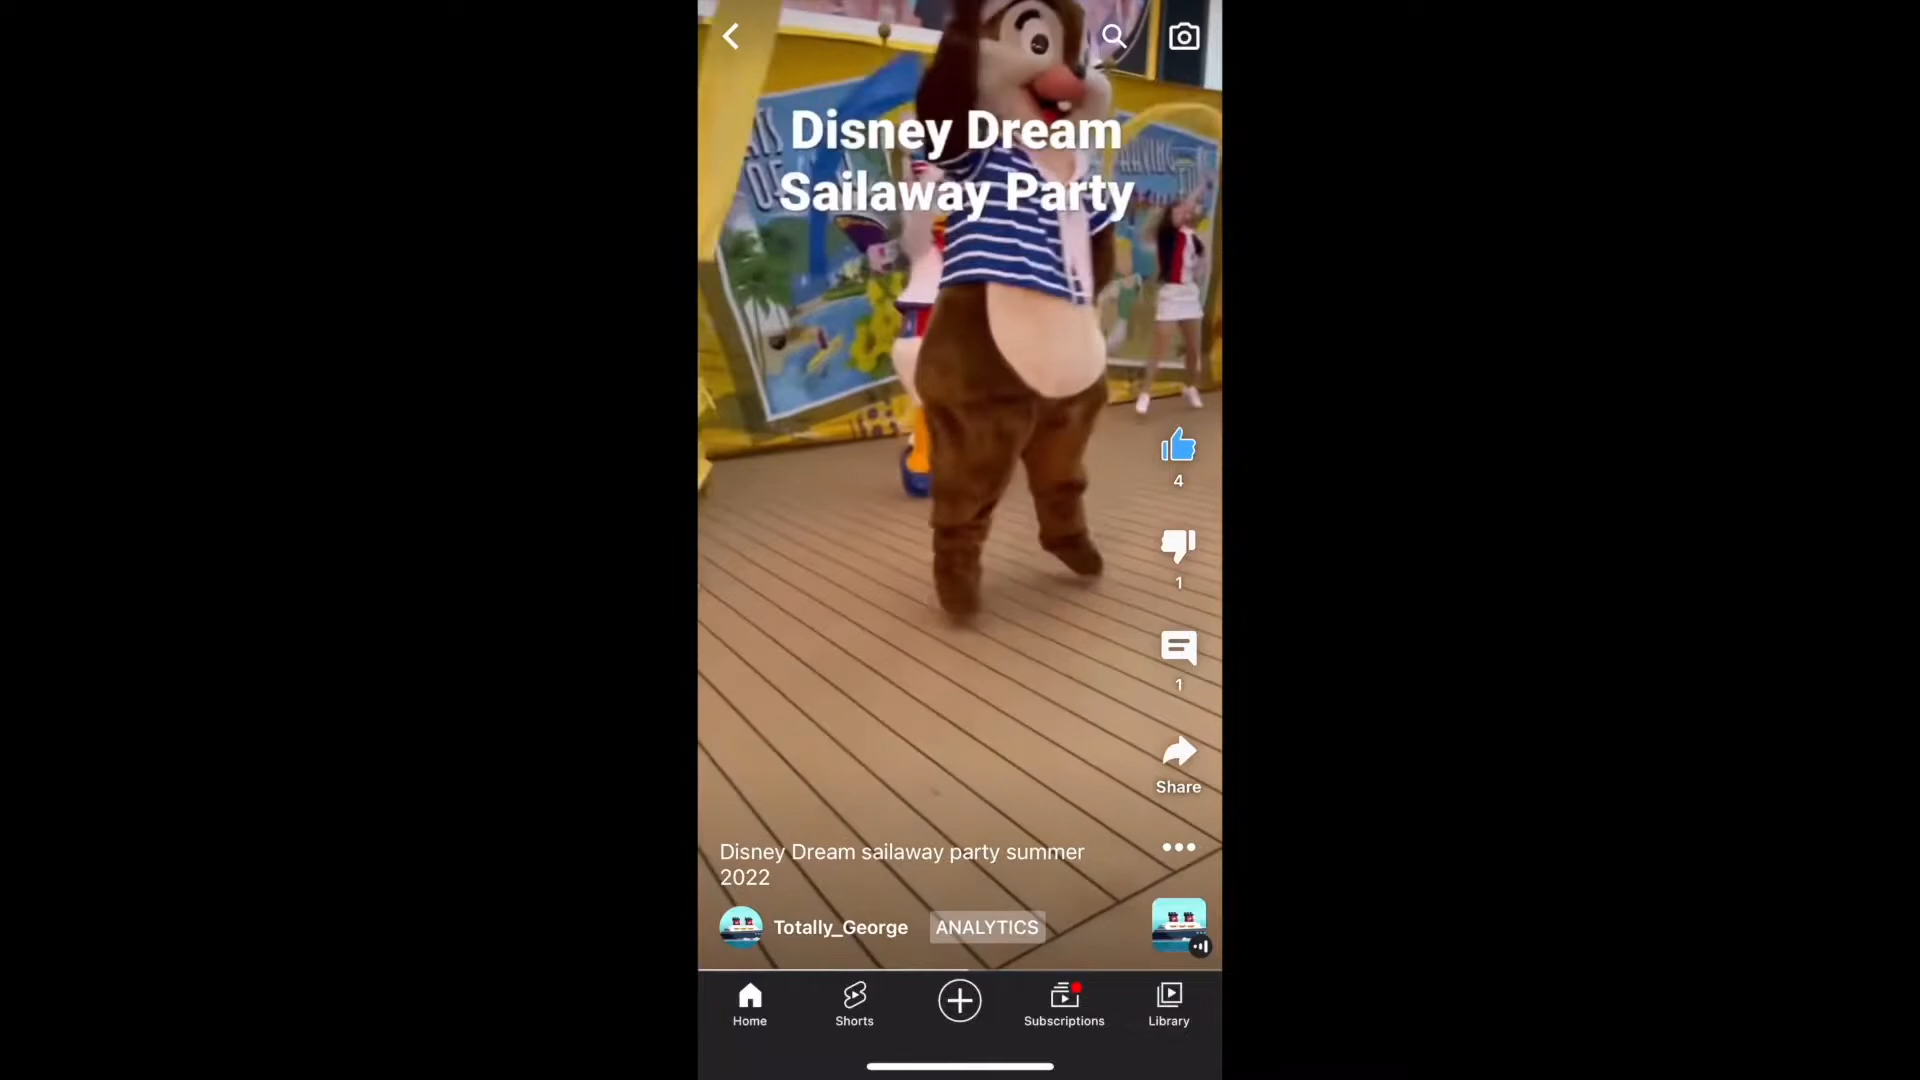 Disney Dream
Sailaway Party
HAVING
4
1
1
Share
Disney Dream sailaway party summer
2022
Totally_George
ANALYTICS
Home
Shorts
Subscriptions
Library